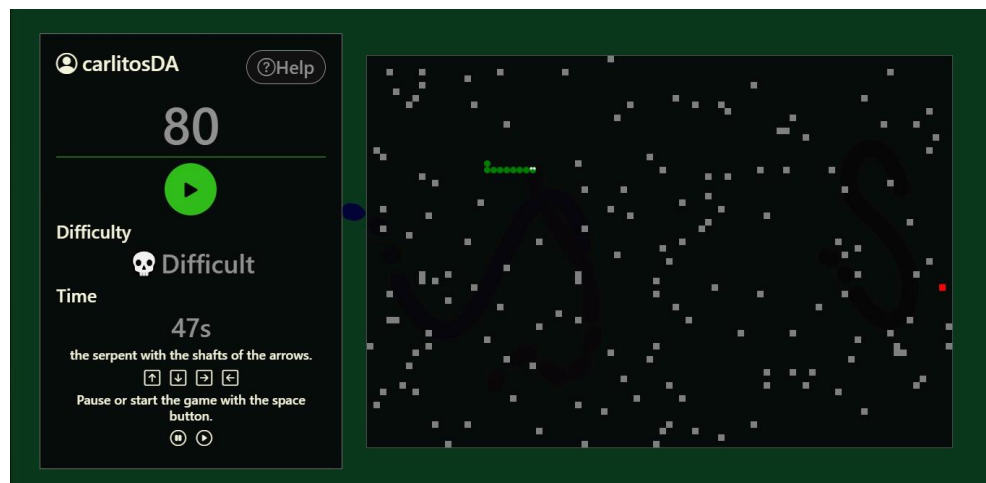 carlitosDA
Help
80
Difficulty
Difficult
Time
47s
the serpent with the shafts of the arrows.
Pause or start the game with the space
button.